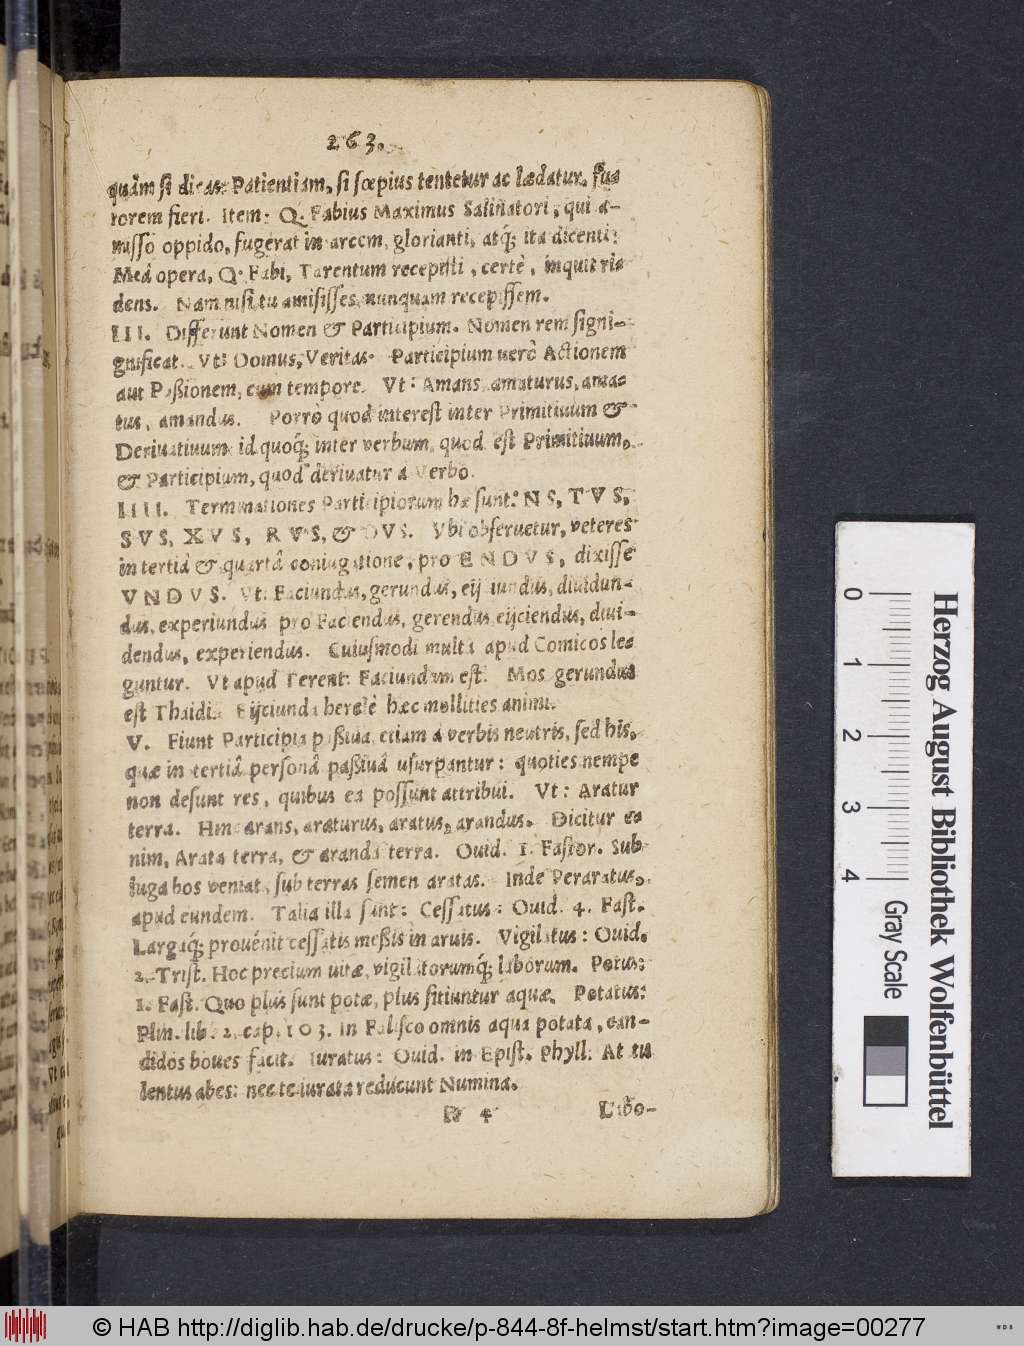 263.
quàm si dicas: Patientiam, si sœpius tentetur ac lædatur, fu-
rorem fieri. Item: Q. Fabius Maximus Salinatori, qui a-
misso oppido, fugerat in arcem, glorianti, atq; ita dicenti:
Meâ opera, Q. Fabi, Tarentum recepisti, certè, inquit ri-
dens. Nam nisi tu amisisses, nunquam recepissem.
III. Differunt Nomen & Participium. Nomen rem signi-
gnificat. Vt: Domus, Veritas. Participium uerò Actionem
aut Paßionem, cum tempore. Vt: Amans, amaturus, ama-
tus, amandus. Porrò quod interest inter Primitiuum &
Deriuatiuum id quoq; inter verbum, quod est Primitiuum,
& Participium, quod deriuatur a Verbo.
IIII. Terminationes Participiorum hæ sunt: NS, TVS,
SVS, XVS, RVS, & DVS. Vbi obseruetur, veteres
in tertiâ & quartâ coniugatione, pro ENDVS, dixisse
VNDVS. Vt: Faciundus, gerundus, eijciundus, diuidun-
dus, experiundus pro Faciendus, gerendus, eijciendus, diui-
dendus, experiendus. Cuiusmodi multa apud Comicos le-
guntur. Vt apud Terent: Faciundum est. Mos gerundus
est Thaidi. Eijciunda herclè hæc mollities animi.
V. Fiunt Participia paßiua etiam à verbis neutris, sed his,
quæ in tertiâ personâ paßiuâ usurpantur: quoties nempe
non desunt res, quibus ea possunt attribui. Vt: Aratur
terra. Hinc arans, araturus, aratus, arandus. Dicitur e-
nim, Arata terra, & aranda terra. Ouid. 1. Fastor. Sub
iuga bos veniat, sub terras semen aratas. Inde Peraratus,
apud eundem. Talia illa sunt: Cessatus: Ouid. 4. Fast.
Largaq; prouenit cessatis meßis in aruis. Vigilatus: Ouid.
2. Trist. Hoc precium uitæ, vigilatorumq; laborum. Potus:
1. Fast. Quo plus sunt potæ, plus sitiuntur aquæ. Potatus:
Plin. lib. 2. cap. 103. in Falisco omnis aqua potata, can-
didos boues facit. Iuratus: Ouid. in Epist. Phyll. At tu
lentus abes: nec te iurata reducunt Numina.
R 4 Libe-
Herzog August Bibliothek Wolfenbüttel
0 1 2 3 4
Gray Scale
© HAB http://diglib.hab.de/drucke/p-844-8f-helmst/start.htm?image=00277